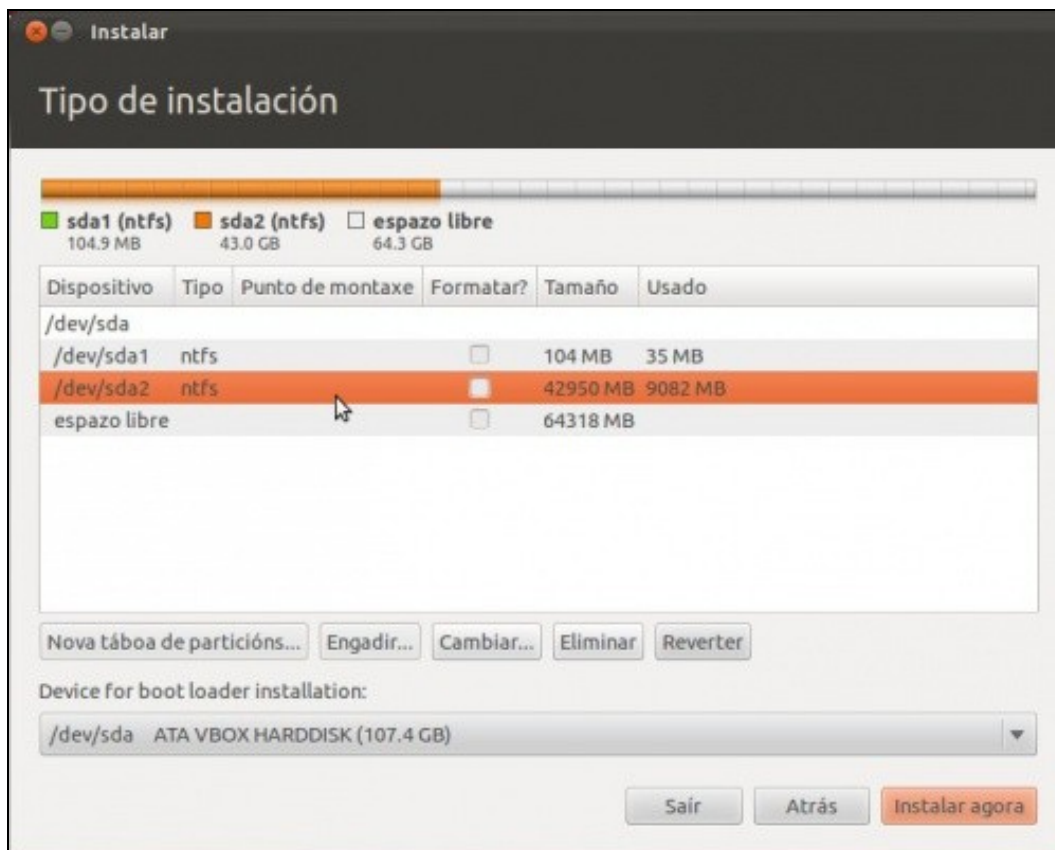 Instalar
Tipo de instalación
sda1 (ntfs) sda2 (ntfs) espazo libre
104.9 MB 43.0 GB 64.3 GB
Dispositivo Tipo Punto de montaxe Formatar? Tamaño Usado
/dev/sda
/dev/sda1 ntfs 104 MB 35 MB
/dev/sda2 ntfs 42950 MB 9082 MB
espazo libre 64318 MB
Nova táboa de particións... Engadir... Cambiar... Eliminar Reverter
Device for boot loader installation:
/dev/sda ATA VBOX HARDDISK (107.4 GB)
Saír Atrás Instalar agora